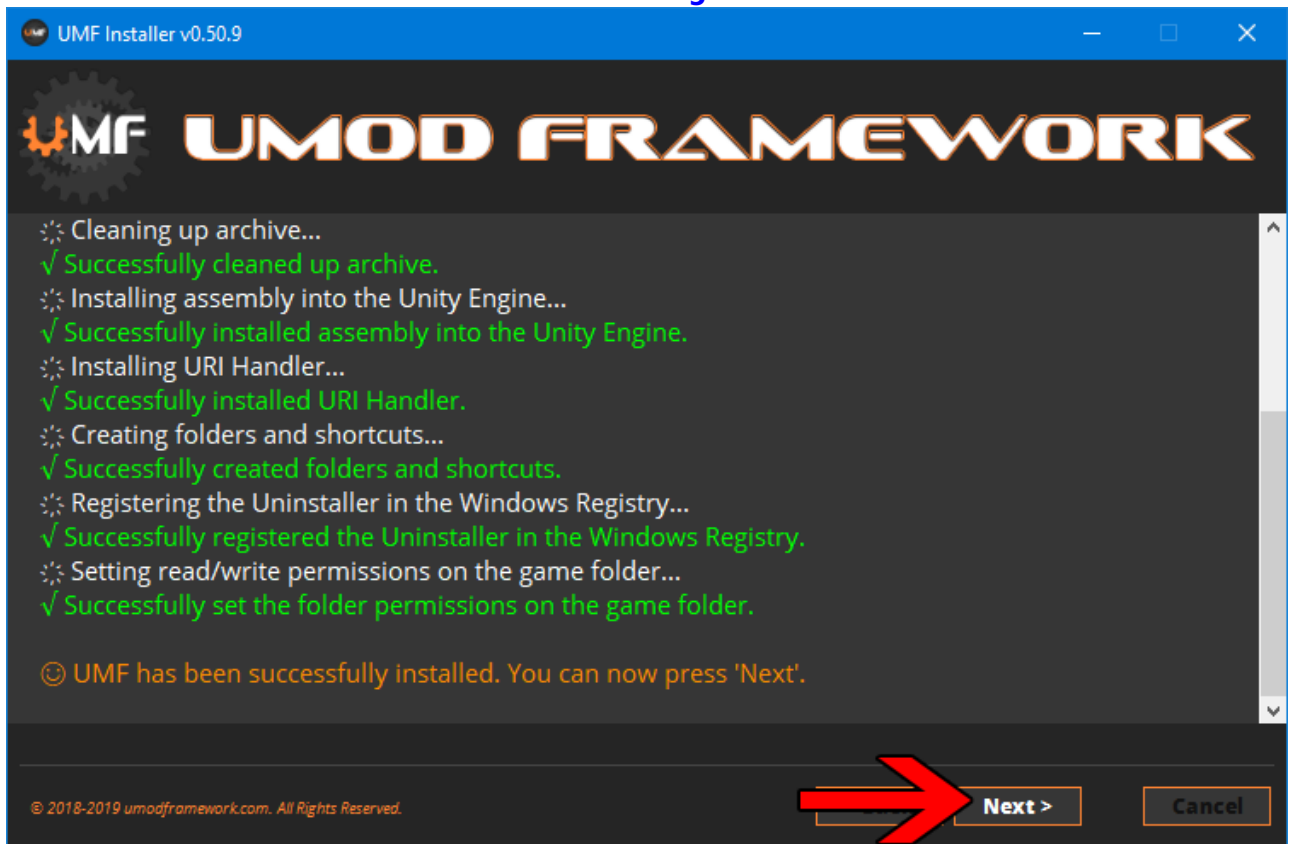 UMF Installer v0.50.9
UMF UMOD FRAMEWORK
Cleaning up archive...
√ Successfully cleaned up archive.
Installing assembly into the Unity Engine...
√ Successfully installed assembly into the Unity Engine.
Installing URI Handler...
√ Successfully installed URI Handler.
Creating folders and shortcuts...
√ Successfully created folders and shortcuts.
Registering the Uninstaller in the Windows Registry...
√ Successfully registered the Uninstaller in the Windows Registry.
Setting read/write permissions on the game folder...
√ Successfully set the folder permissions on the game folder.
☺ UMF has been successfully installed. You can now press 'Next'.
© 2018-2019 umodframework.com. All Rights Reserved.
Next >
Cancel